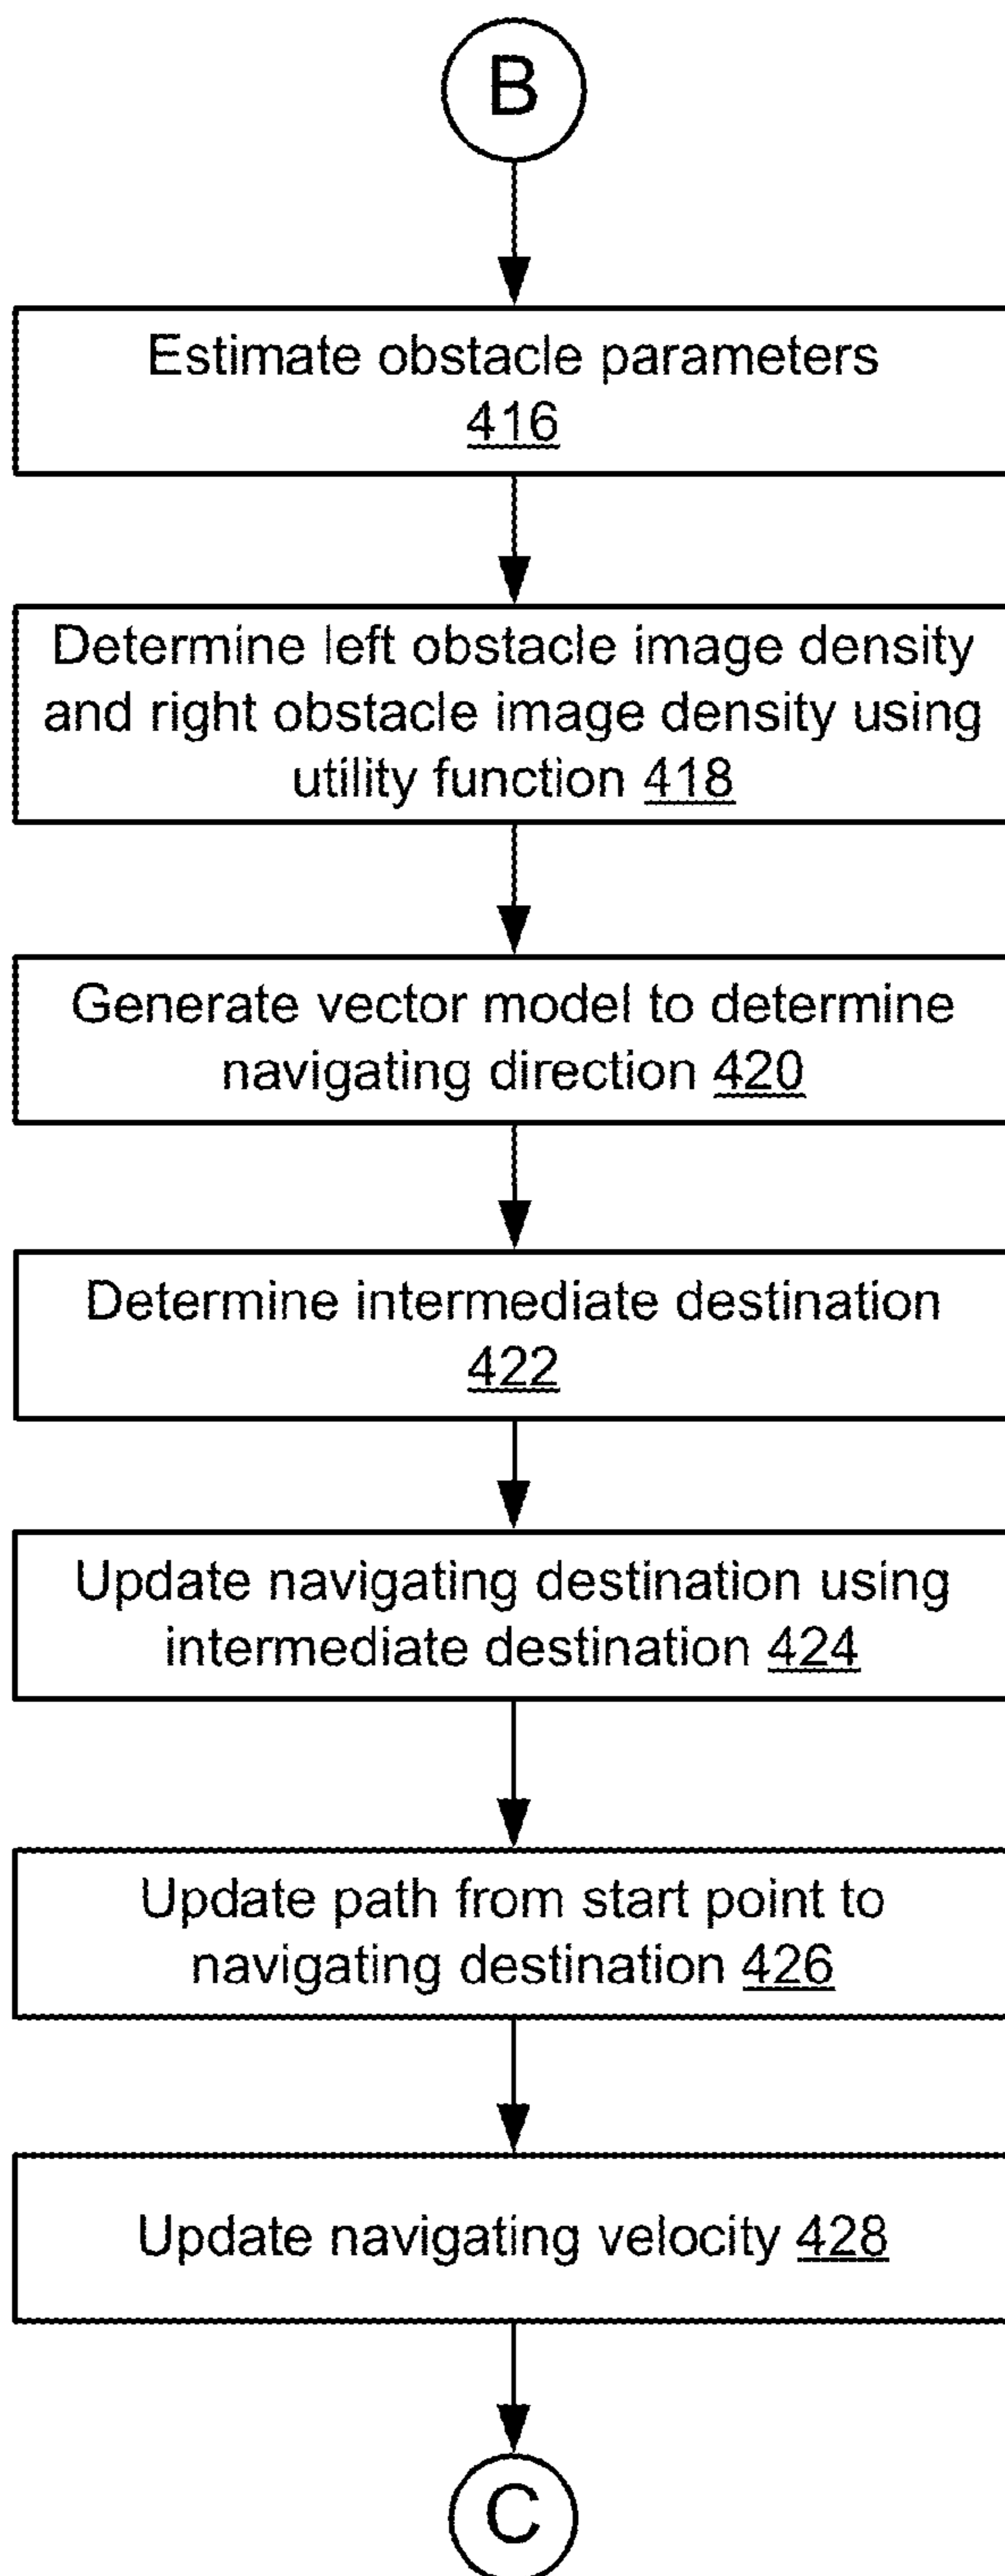 B
Estimate obstacle parameters
416
Determine left obstacle image density
and right obstacle image density using
utility function 418
Generate vector model to determine
navigating direction 420
Determine intermediate destination
422
Update navigating destination using
intermediate destination 424
Update path from start point to
navigating destination 426
Update navigating velocity 428
C